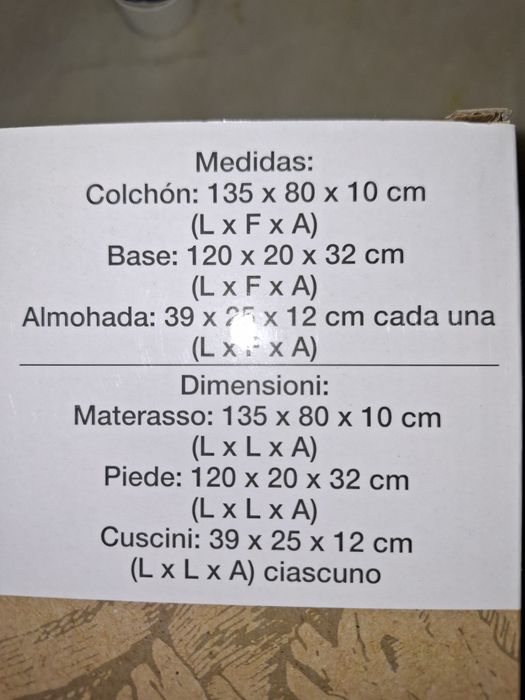 Medidas:
Colchón: 135 x 80 x 10 cm
(L x F x A)
Base: 120 x 20 x 32 cm
(L x F x A)
Almohada: 39 x 25 x 12 cm cada una
(L x F x A)
Dimensioni:
Materasso: 135 x 80 x 10 cm
(L x L x A)
Piede: 120 x 20 x 32 cm
(L x L x A)
Cuscini: 39 x 25 x 12 cm
(L x L x A) ciascuno